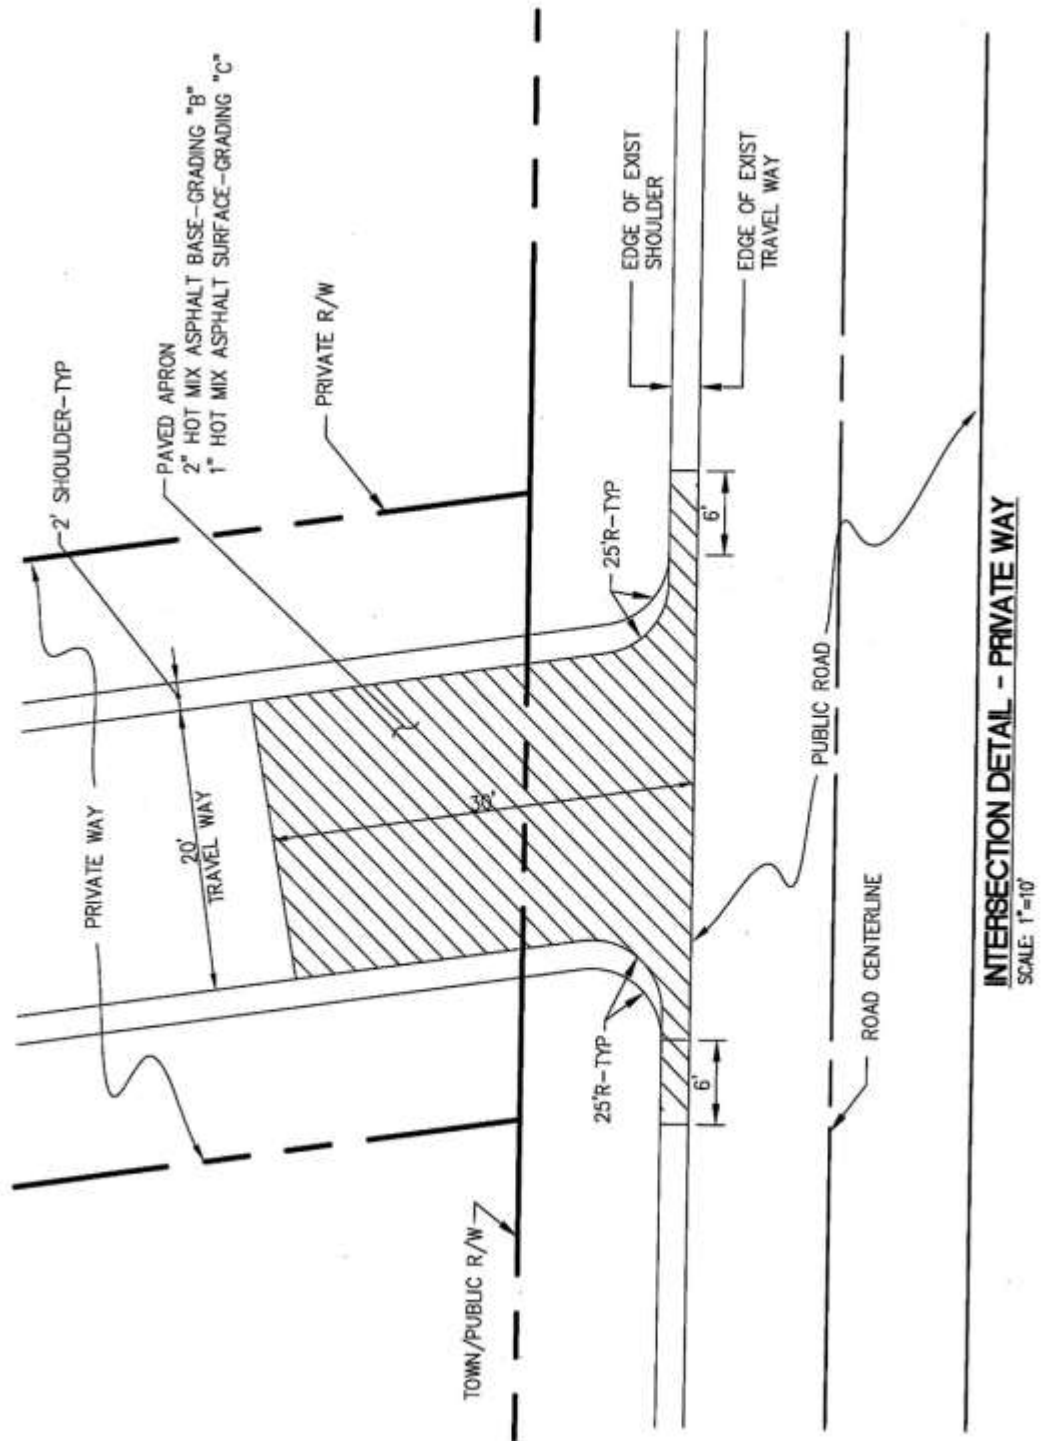 2' SHOULDER-TYP
PAVED APRON
2" HOT MIX ASPHALT BASE-GRADING "B"
1" HOT MIX ASPHALT SURFACE-GRADING "C"
PRIVATE R/W
PRIVATE WAY
20'
TRAVEL WAY
30'
EDGE OF EXIST
SHOULDER
EDGE OF EXIST
TRAVEL WAY
25'R-TYP
6'
25'R-TYP
6'
TOWN/PUBLIC R/W
PUBLIC ROAD
ROAD CENTERLINE
INTERSECTION DETAIL - PRIVATE WAY
SCALE: 1"=10'